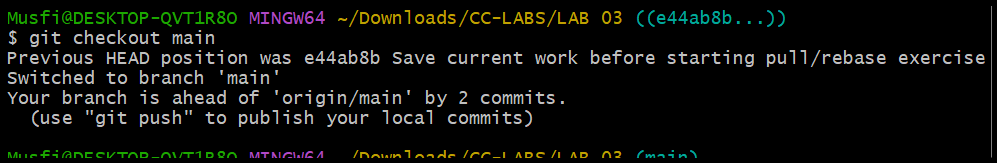 Musfi@DESKTOP-QVT1R8O MINGW64 ~/Downloads/CC-LABS/LAB 03 ((e44ab8b...))
$ git checkout main
Previous HEAD position was e44ab8b Save current work before starting pull/rebase exercise
Switched to branch 'main'
Your branch is ahead of 'origin/main' by 2 commits.
  (use "git push" to publish your local commits)
Musfi@DESKTOP-QVT1R8O MINGW64 ~/Downloads/CC-LABS/LAB 03 (main)